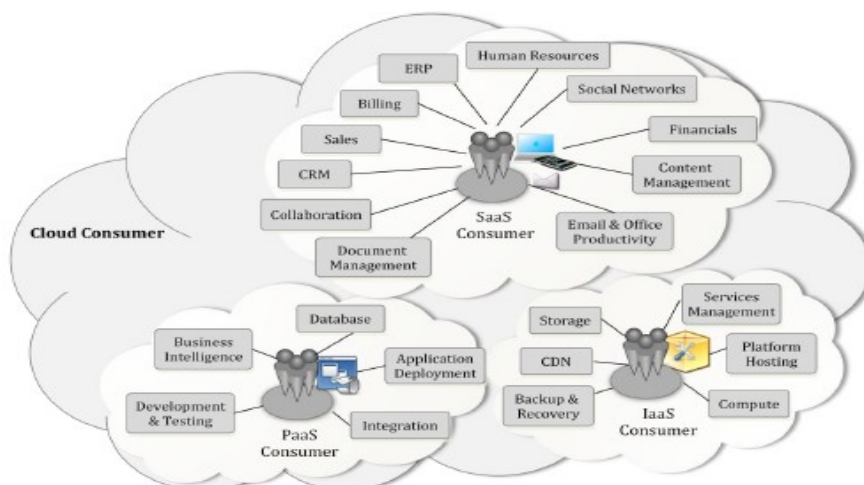 Human Resources
ERP
Social Networks
Billing
Financials
Sales
Content
Management
CRM
Collaboration
SaaS
Consumer
Email & Office
Productivity
Document
Management
Cloud Consumer
Database
Business
Intelligence
Application
Deployment
Development
& Testing
Integration
PaaS
Consumer
Services
Management
Storage
Platform
Hosting
CDN
Backup &
Recovery
Compute
IaaS
Consumer